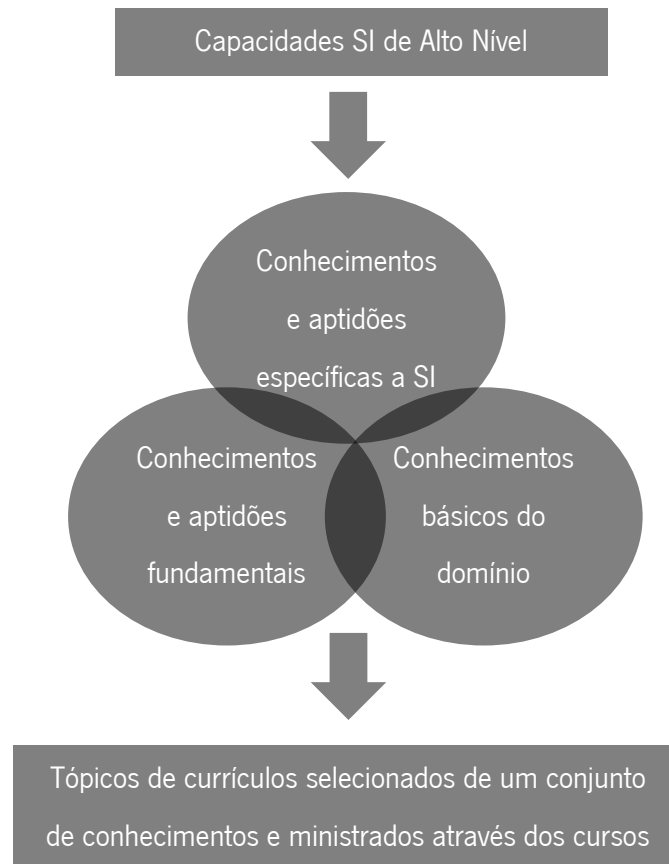 Capacidades SI de Alto Nível
Conhecimentos
e aptidões
específicas a SI
Conhecimentos
e aptidões
fundamentais
Conhecimentos
básicos do
domínio
Tópicos de currículos selecionados de um conjunto
de conhecimentos e ministrados através dos cursos